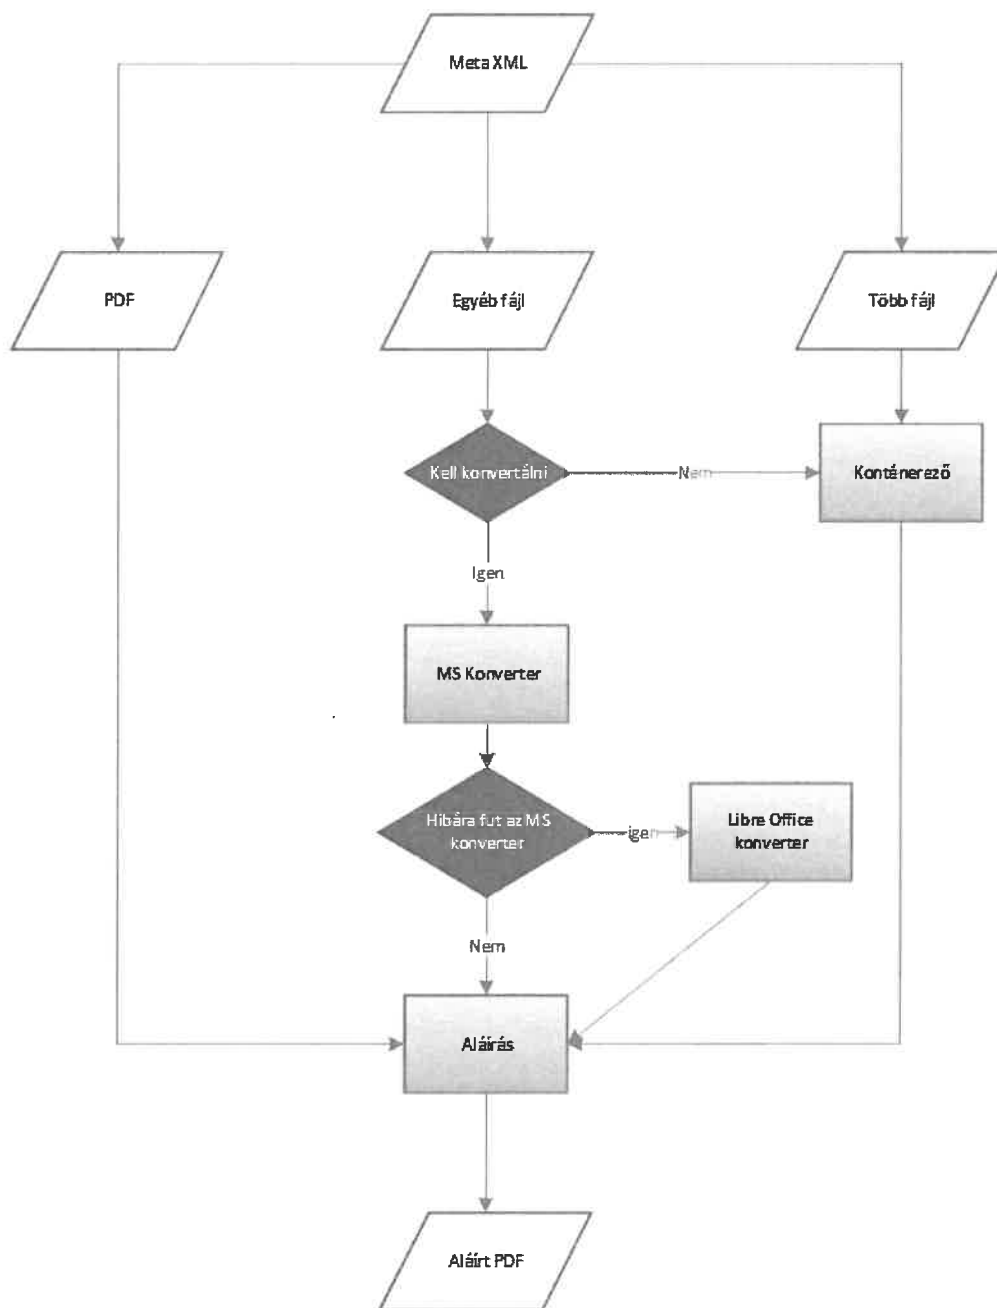 Meta XML
PDF
Egyéb fájl
Több fájl
Kell konvertálni
Nem
Konténerező
Igen
MS Konverter
Hibára fut az MS
konverter
igen
Libre Office
konverter
Nem
Aláírás
Aláírt PDF